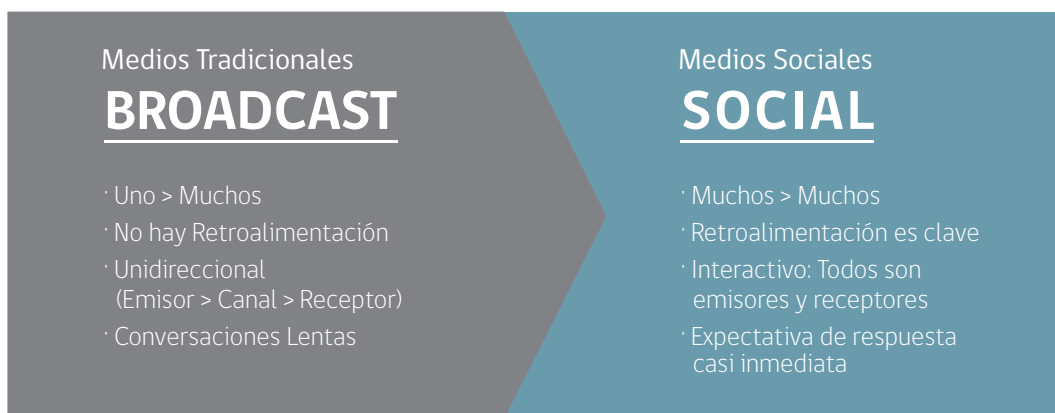 Medios Tradicionales
BROADCAST
· Uno > Muchos
· No hay Retroalimentación
· Unidireccional
(Emisor > Canal > Receptor)
· Conversaciones Lentas
Medios Sociales
SOCIAL
· Muchos > Muchos
· Retroalimentación es clave
· Interactivo: Todos son
emisores y receptores
· Expectativa de respuesta
casi inmediata